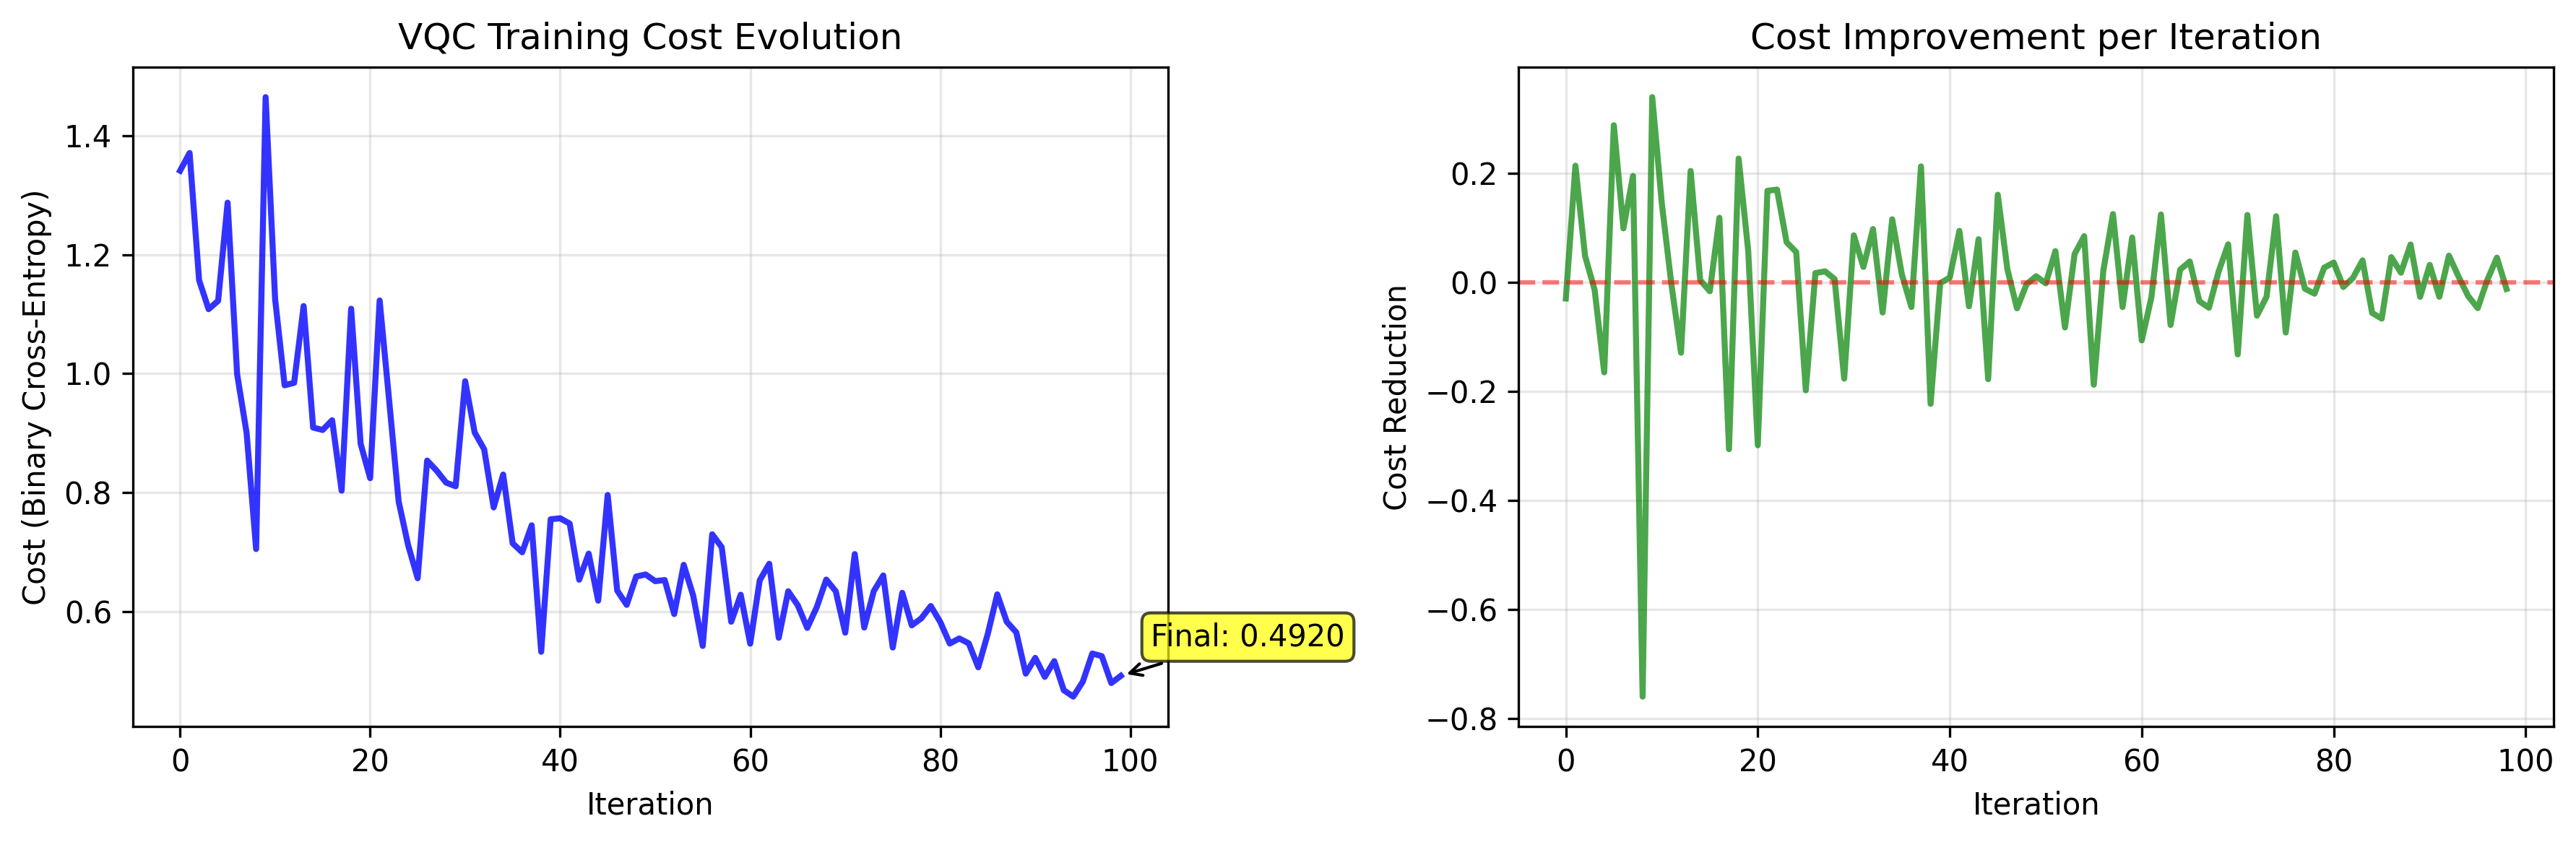 VQC Training Cost Evolution
Cost (Binary Cross-Entropy)
1.4
1.2
1.0
0.8
0.6
Final: 0.4920
0 20 40 60 80 100
Iteration
Cost Improvement per Iteration
Cost Reduction
0.2
0.0
−0.2
−0.4
−0.6
−0.8
0 20 40 60 80 100
Iteration